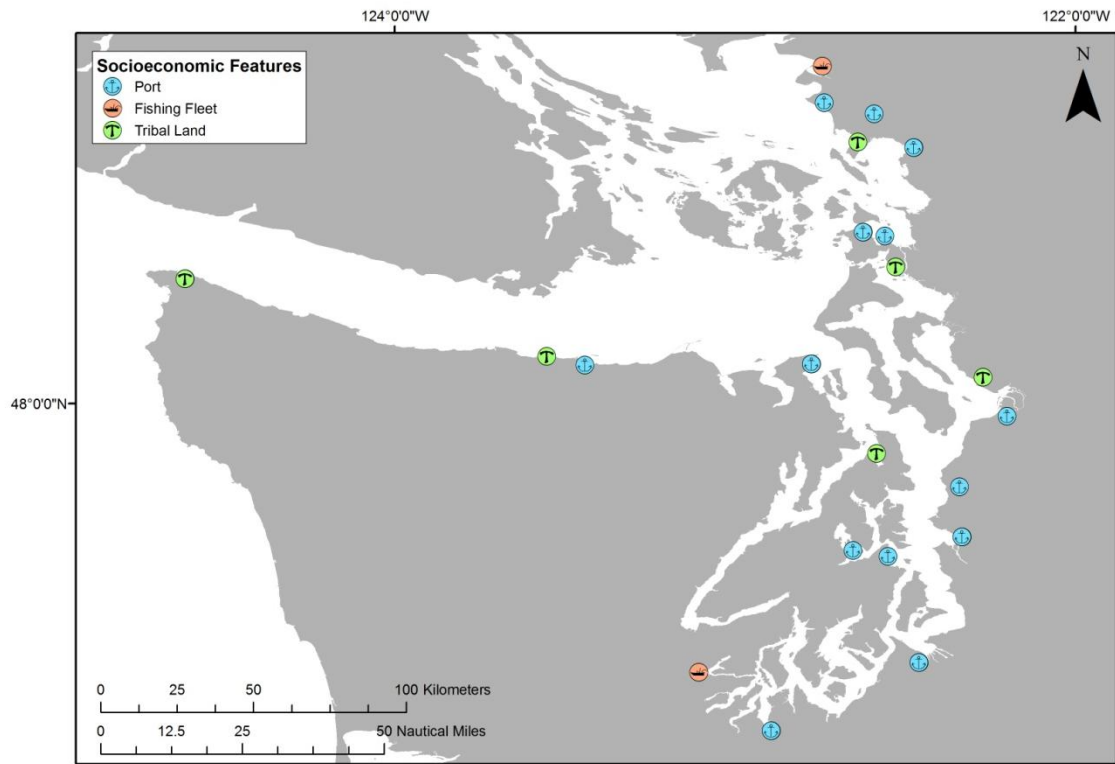 124°0'0"W
122°0'0"W
N
Socioeconomic Features
Port
Fishing Fleet
Tribal Land
48°0'0"N
0 25 50 100 Kilometers
0 12.5 25 50 Nautical Miles